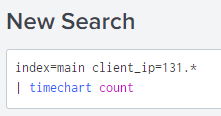 New Search
index=main client_ip=131.*
| timechart count